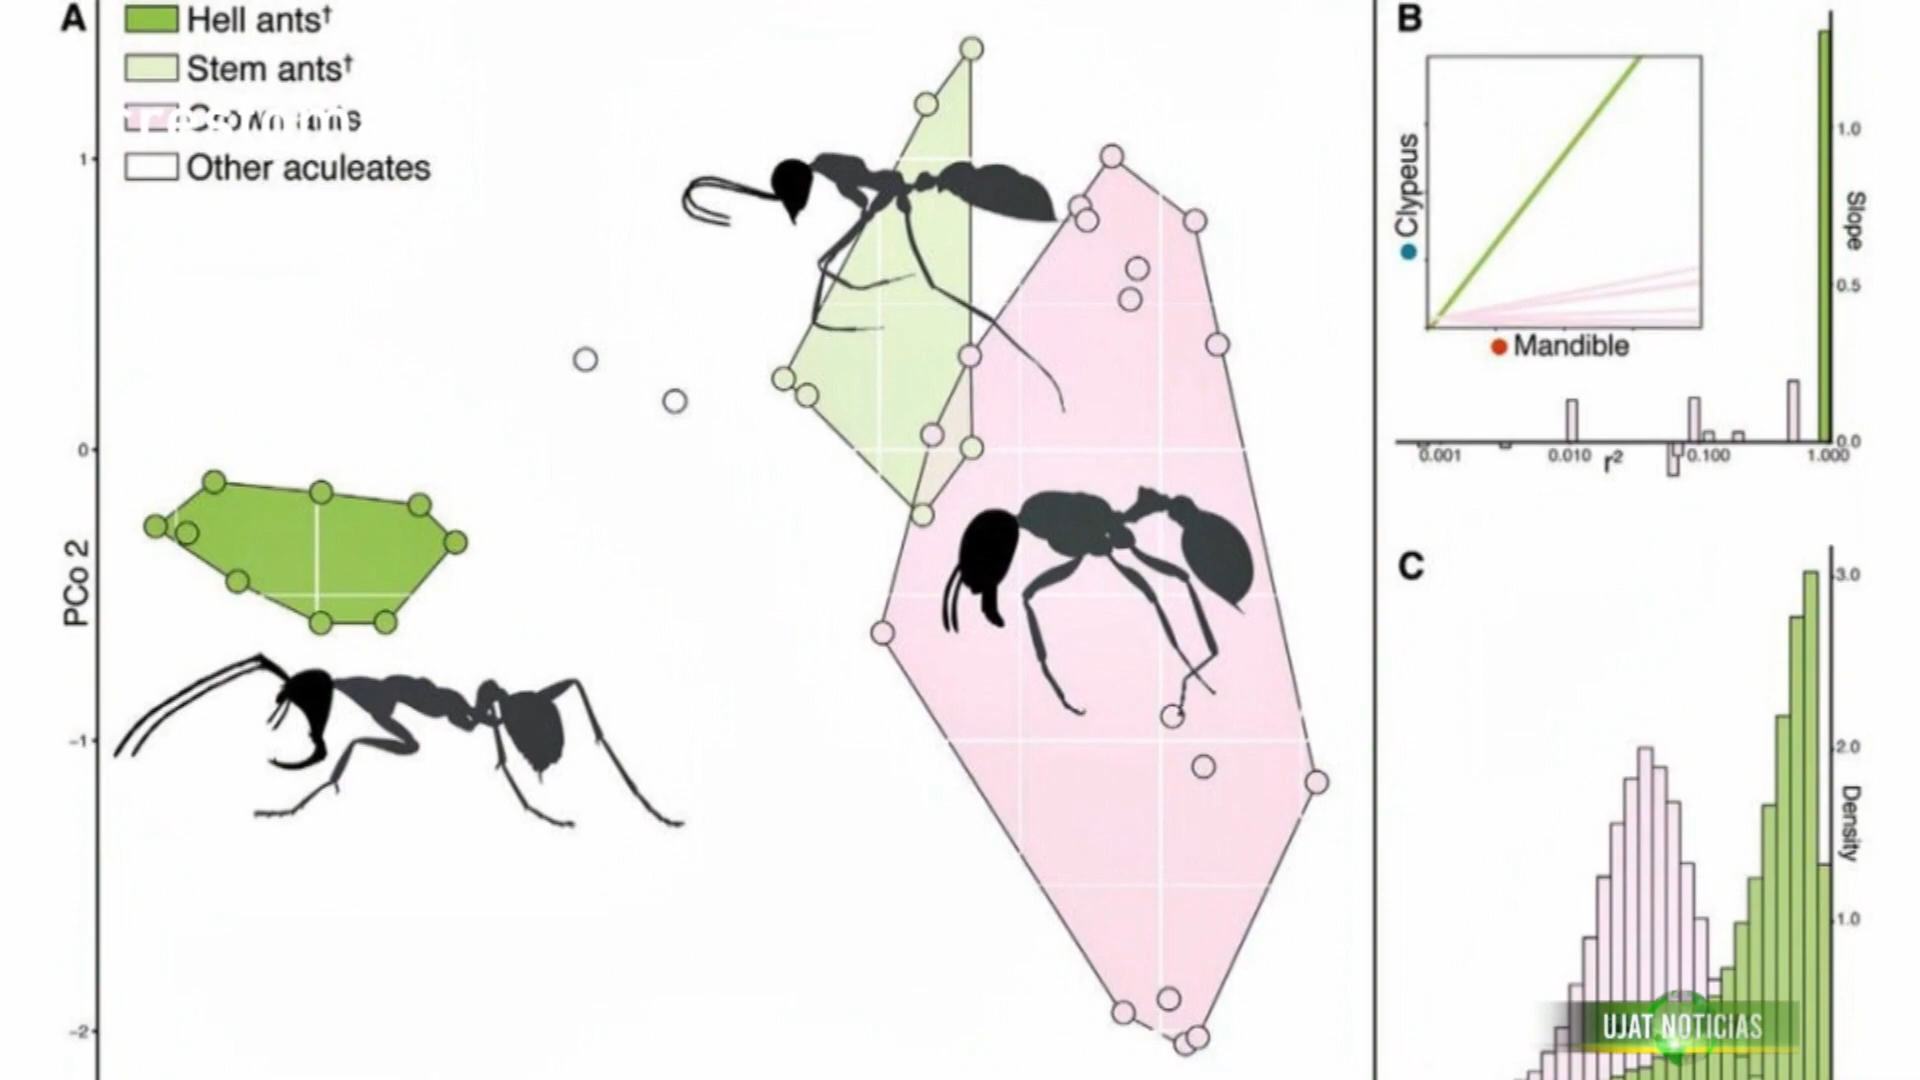 A
Hell ants†
Stem ants†
Crown ants
Other aculeates
1
0
-1
-2
PCo 2
B
Clypeus
Mandible
1.0
0.5
0.0
Slope
0.001
0.010
r²
0.100
1.000
C
3.0
2.0
1.0
Density
UJAT NOTICIAS